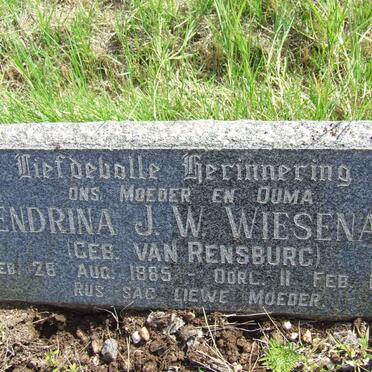 Liefdevolle Herinnering
ONS MOEDER EN OUMA
ENDRINA J. W. WIESENA
(GEB. VAN RENSBURG)
EB. 26 AUG. 1885 - OORL. 11 FEB.
RUS SAG LIEWE MOEDER.